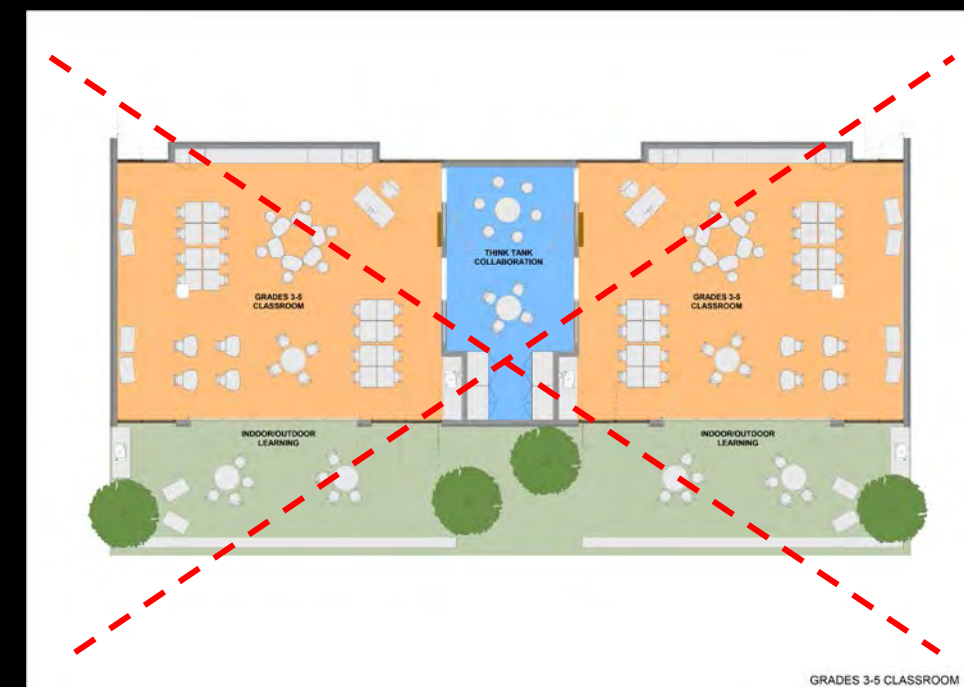 THINK TANK
COLLABORATION
GRADES 3-5
CLASSROOM
GRADES 3-5
CLASSROOM
INDOOR/OUTDOOR
LEARNING
INDOOR/OUTDOOR
LEARNING
GRADES 3-5 CLASSROOM